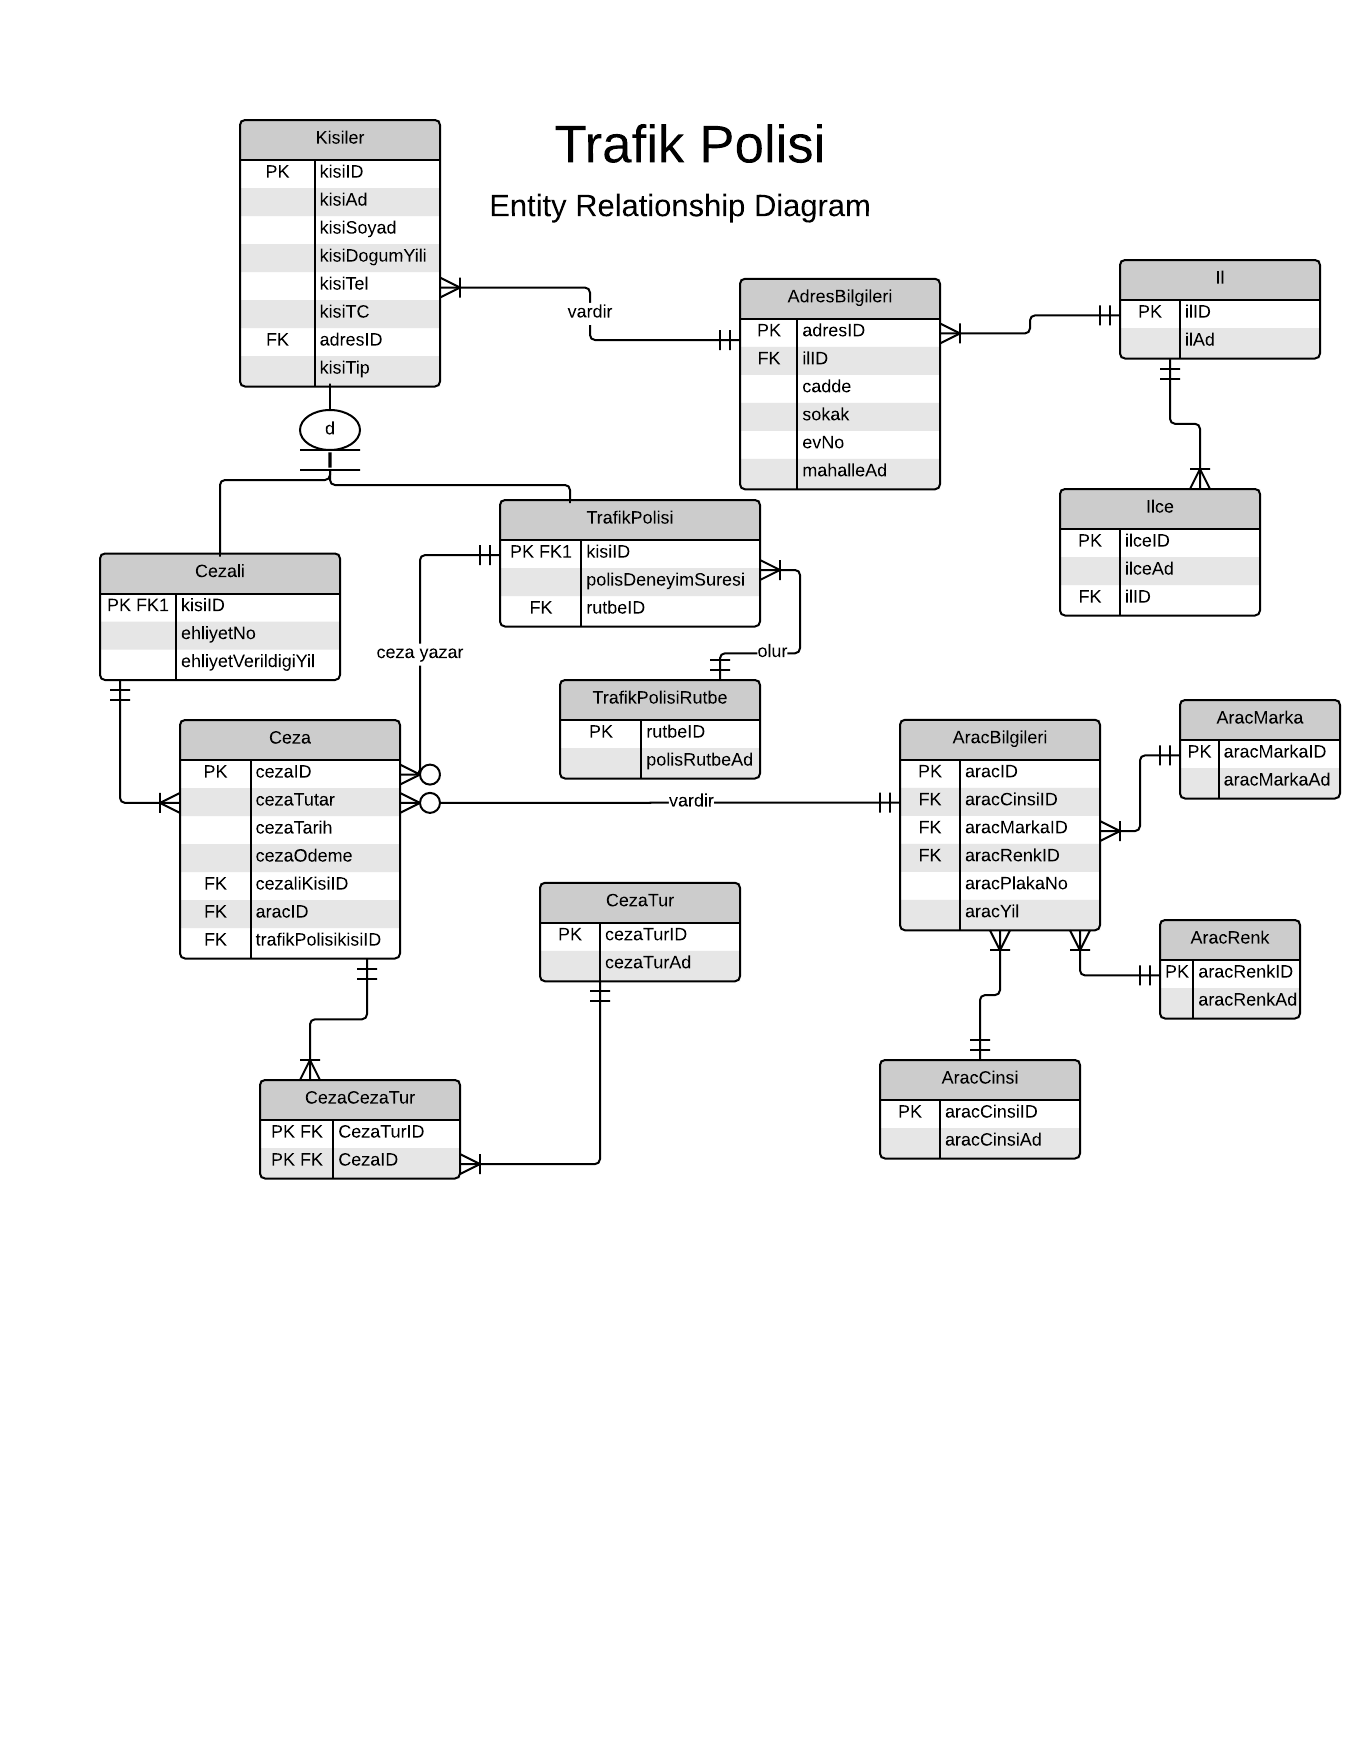 Trafik Polisi
Entity Relationship Diagram
Kisiler
PK kisiID
kisiAd
kisiSoyad
kisiDogumYili
kisiTel
kisiTC
FK adresID
kisiTip
vardir
AdresBilgileri
PK adresID
FK ilID
cadde
sokak
evNo
mahalleAd
Il
PK ilID
ilAd
d
Ilce
PK ilceID
ilceAd
FK ilID
TrafikPolisi
PK FK1 kisiID
polisDeneyimSuresi
FK rutbeID
Cezali
PK FK1 kisiID
ehliyetNo
ehliyetVerildigiYil
ceza yazar
olur
TrafikPolisiRutbe
PK rutbeID
polisRutbeAd
Ceza
PK cezaID
cezaTutar
cezaTarih
cezaOdeme
FK cezaliKisiID
FK aracID
FK trafikPolisikisiID
vardir
AracBilgileri
PK aracID
FK aracCinsiID
FK aracMarkaID
FK aracRenkID
aracPlakaNo
aracYil
AracMarka
PK aracMarkaID
aracMarkaAd
CezaTur
PK cezaTurID
cezaTurAd
AracRenk
PK aracRenkID
aracRenkAd
AracCinsi
PK aracCinsiID
aracCinsiAd
CezaCezaTur
PK FK CezaTurID
PK FK CezaID